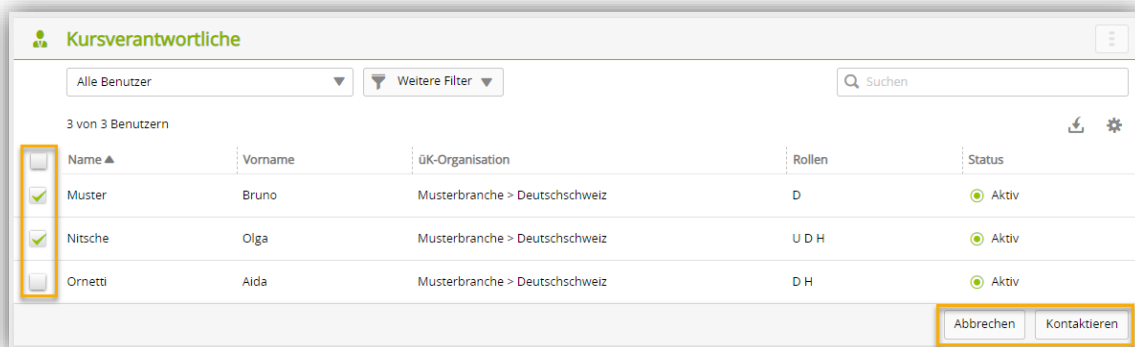 Kursverantwortliche
Alle Benutzer Weitere Filter Suchen
3 von 3 Benutzern
Name Vorname üK-Organisation Rollen Status
Muster Bruno Musterbranche > Deutschschweiz D Aktiv
Nitsche Olga Musterbranche > Deutschschweiz U D H Aktiv
Ornetti Aida Musterbranche > Deutschschweiz D H Aktiv
Abbrechen Kontaktieren